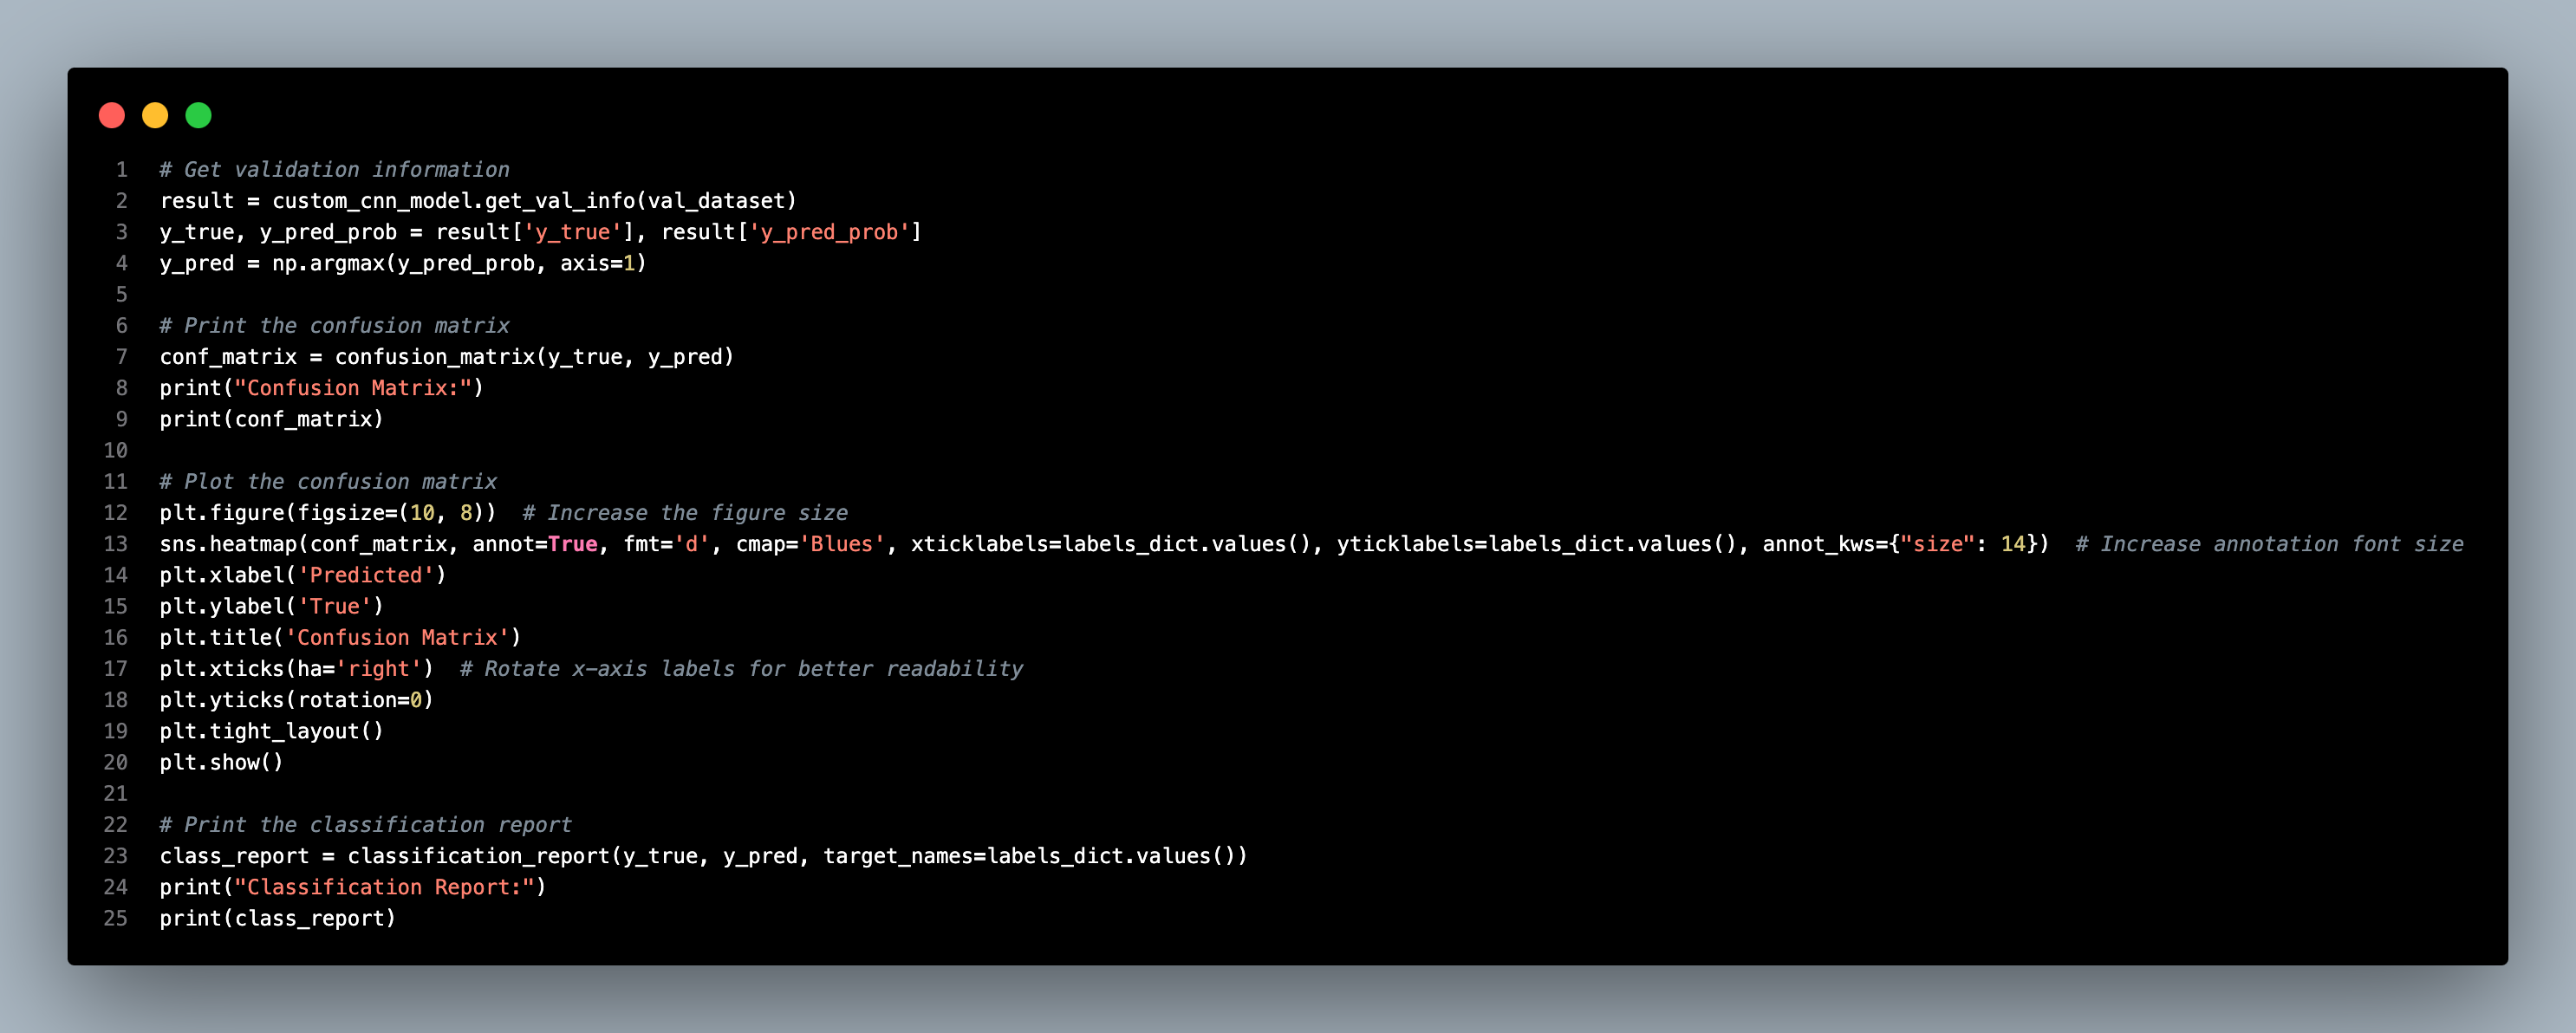 1 # Get validation information
2 result = custom_cnn_model.get_val_info(val_dataset)
3 y_true, y_pred_prob = result['y_true'], result['y_pred_prob']
4 y_pred = np.argmax(y_pred_prob, axis=1)
5
6 # Print the confusion matrix
7 conf_matrix = confusion_matrix(y_true, y_pred)
8 print("Confusion Matrix:")
9 print(conf_matrix)
10
11 # Plot the confusion matrix
12 plt.figure(figsize=(10, 8))  # Increase the figure size
13 sns.heatmap(conf_matrix, annot=True, fmt='d', cmap='Blues', xticklabels=labels_dict.values(), yticklabels=labels_dict.values(), annot_kws={"size": 14})  # Increase annotation font size
14 plt.xlabel('Predicted')
15 plt.ylabel('True')
16 plt.title('Confusion Matrix')
17 plt.xticks(ha='right')  # Rotate x-axis labels for better readability
18 plt.yticks(rotation=0)
19 plt.tight_layout()
20 plt.show()
21
22 # Print the classification report
23 class_report = classification_report(y_true, y_pred, target_names=labels_dict.values())
24 print("Classification Report:")
25 print(class_report)